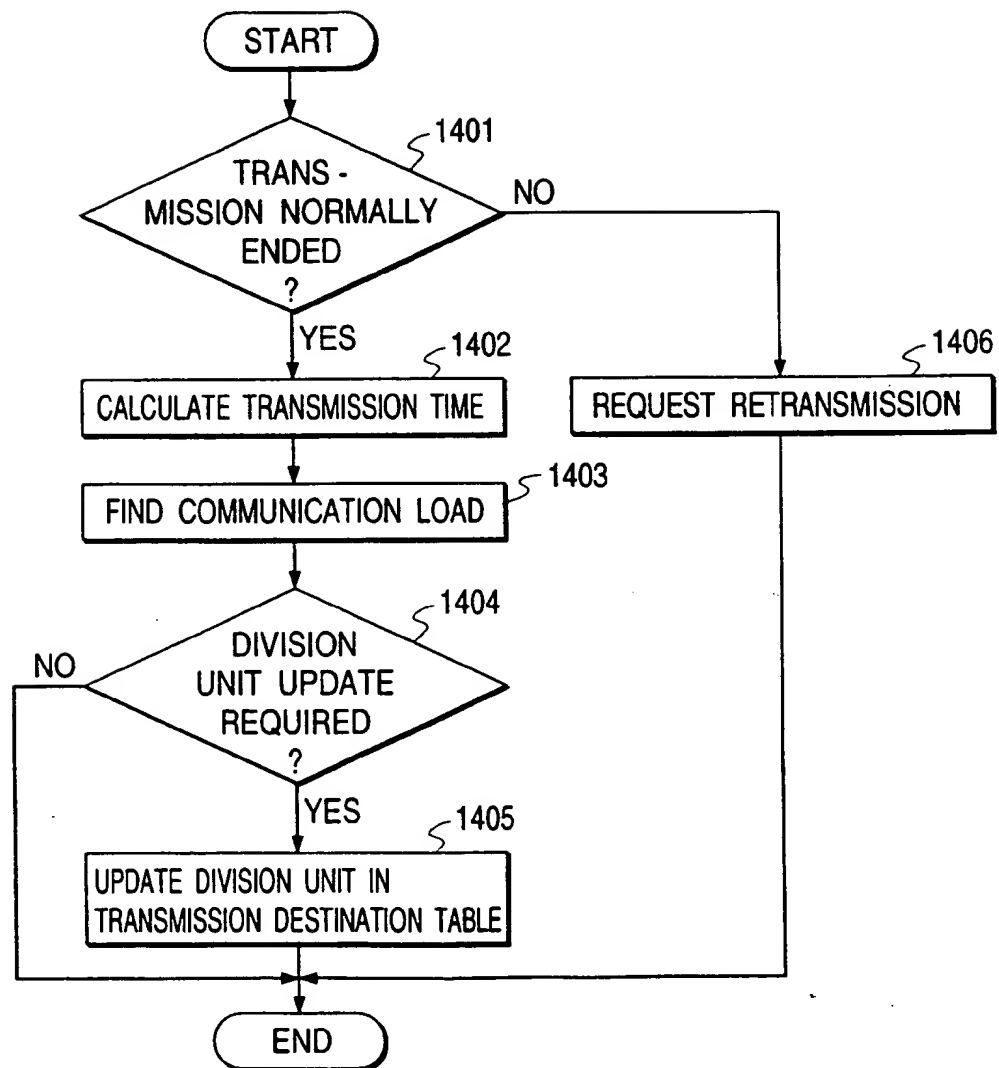 START
1401
TRANS -
MISSION NORMALLY
ENDED
?
NO
YES
1402
CALCULATE TRANSMISSION TIME
1406
REQUEST RETRANSMISSION
1403
FIND COMMUNICATION LOAD
1404
DIVISION
UNIT UPDATE
REQUIRED
?
NO
YES
1405
UPDATE DIVISION UNIT IN
TRANSMISSION DESTINATION TABLE
END